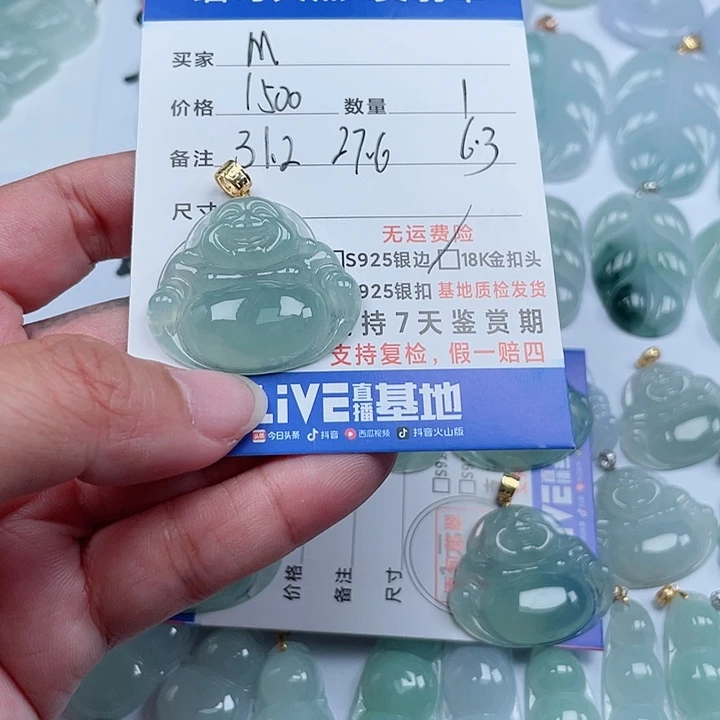 买家 M
价格 1500 数量 1
备注 31.2 27.6 6.3
尺寸
无运费险
S925银边 18K金扣头
925银扣 基地质检发货
持7天鉴赏期
支持复检,假一赔四
LiVE直播基地
今日头条 抖音 西瓜视频 抖音火山版
价格
备注
尺寸